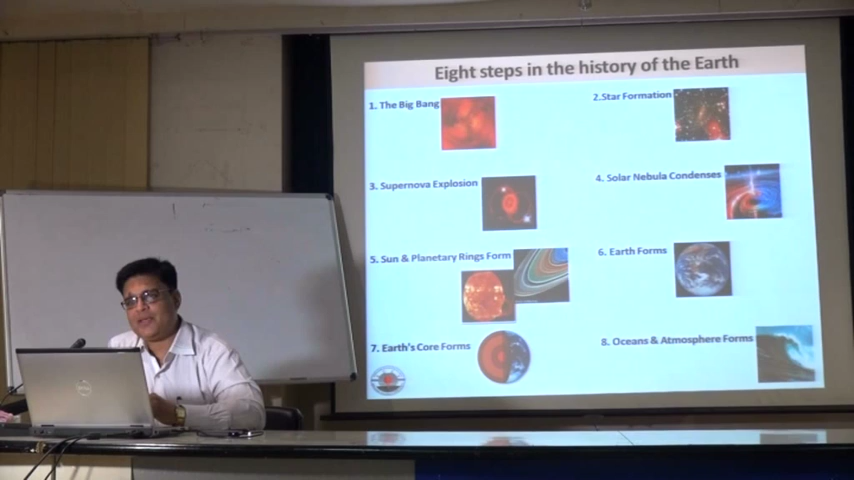 Eight steps in the history of the Earth
1. The Big Bang
2.Star Formation
3. Supernova Explosion
4. Solar Nebula Condenses
5. Sun & Planetary Rings Form
6. Earth Forms
7. Earth's Core Forms
8. Oceans & Atmosphere Forms